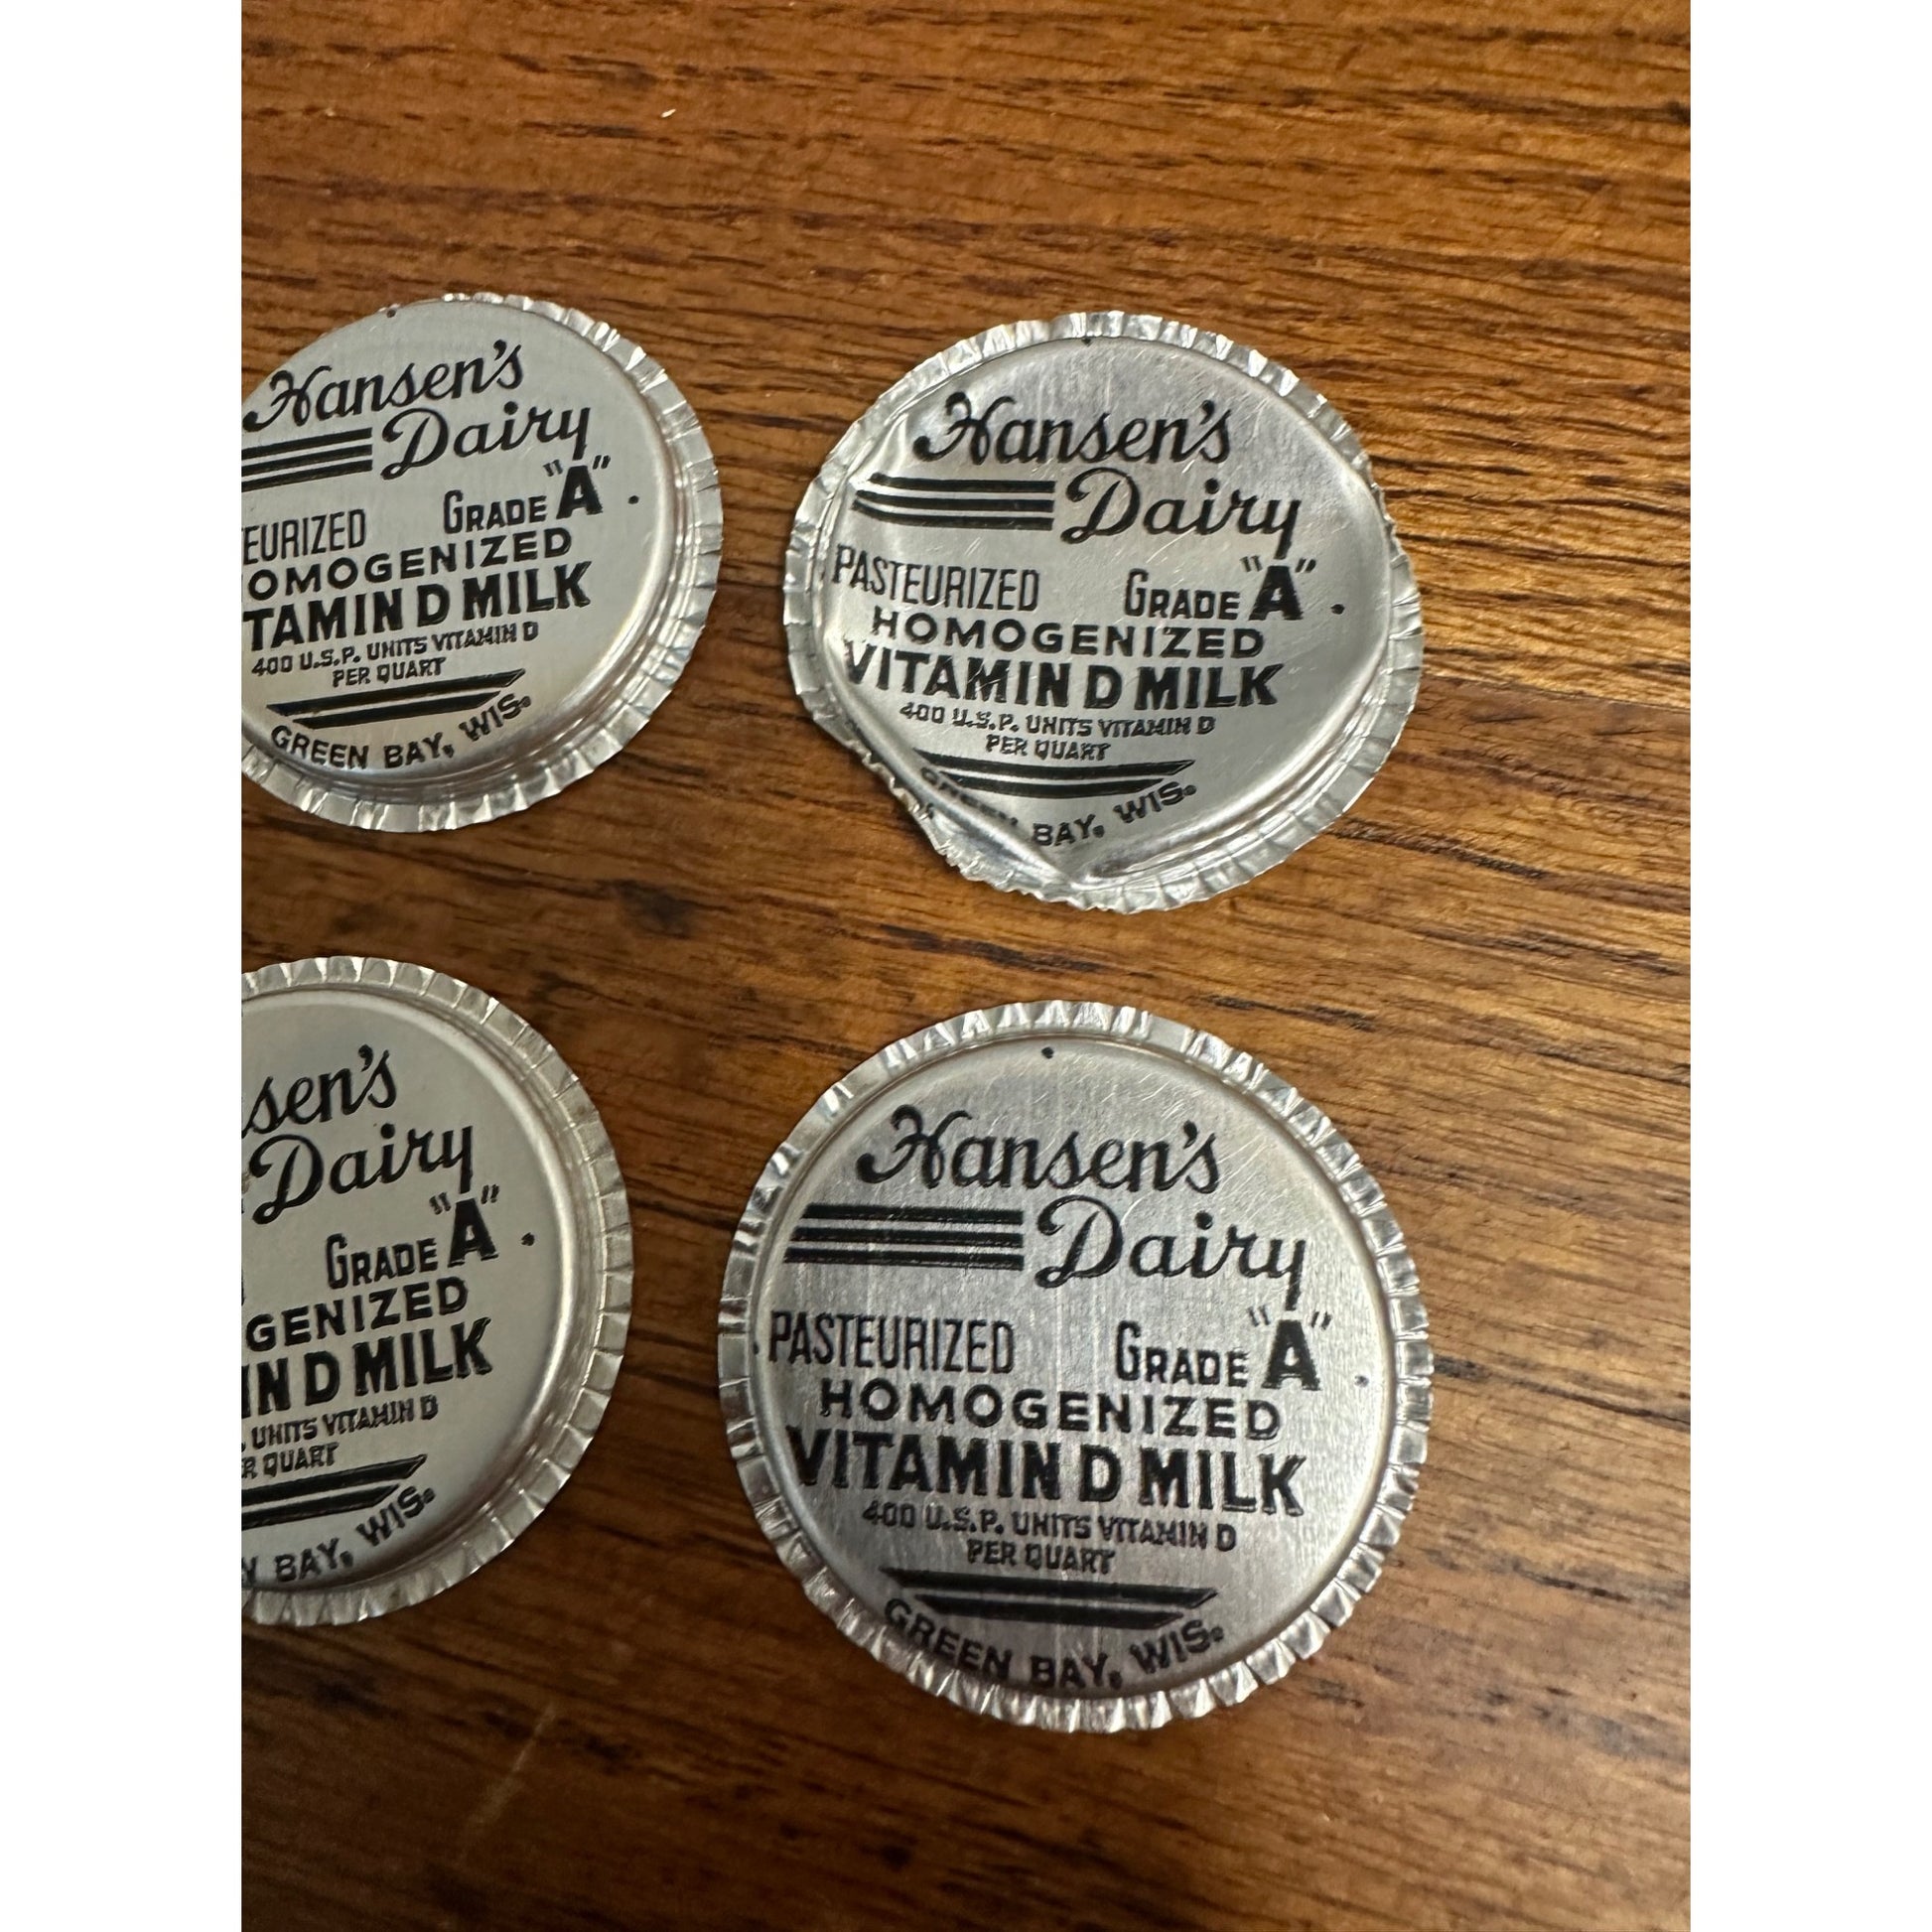 Hansen's
Dairy
EURIZED GRADE "A"
OMOGENIZED
TAMIN D MILK
400 U.S.P. UNITS VITAMIN D
PER QUART
GREEN BAY, WIS.
Hansen's
Dairy
PASTEURIZED GRADE "A"
HOMOGENIZED
VITAMIN D MILK
400 U.S.P. UNITS VITAMIN D
PER QUART
GREEN BAY, WIS.
sen's
Dairy
GRADE "A"
GENIZED
IN D MILK
. UNITS VITAMIN D
R QUART
BAY, WIS.
Hansen's
Dairy
PASTEURIZED GRADE "A"
HOMOGENIZED
VITAMIN D MILK
400 U.S.P. UNITS VITAMIN D
PER QUART
GREEN BAY, WIS.